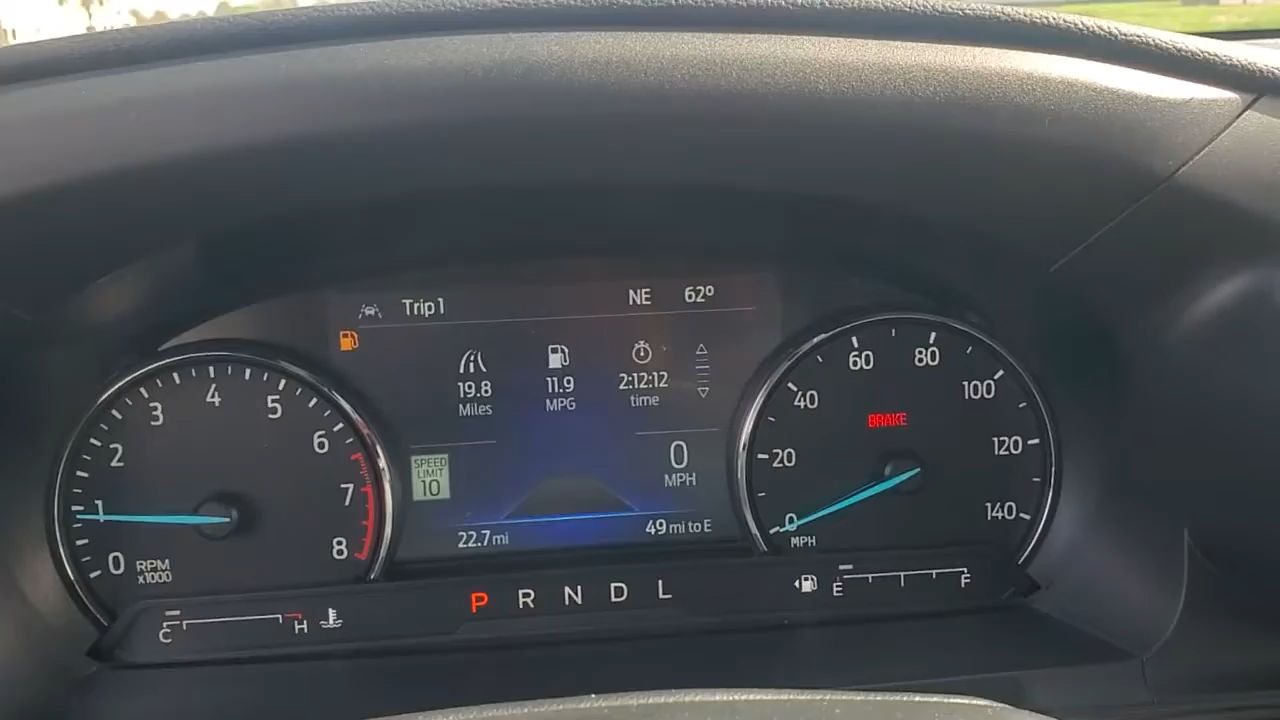 Trip 1
NE 62°
19.8 11.9 2:12:12
Miles MPG time
SPEED
LIMIT
10
0
MPH
22.7 mi 49 mi to E
0 1 2 3 4 5 6 7 8
RPM
x1000
0 20 40 60 80 100 120 140
BRAKE
MPH
P R N D L
C H
E F